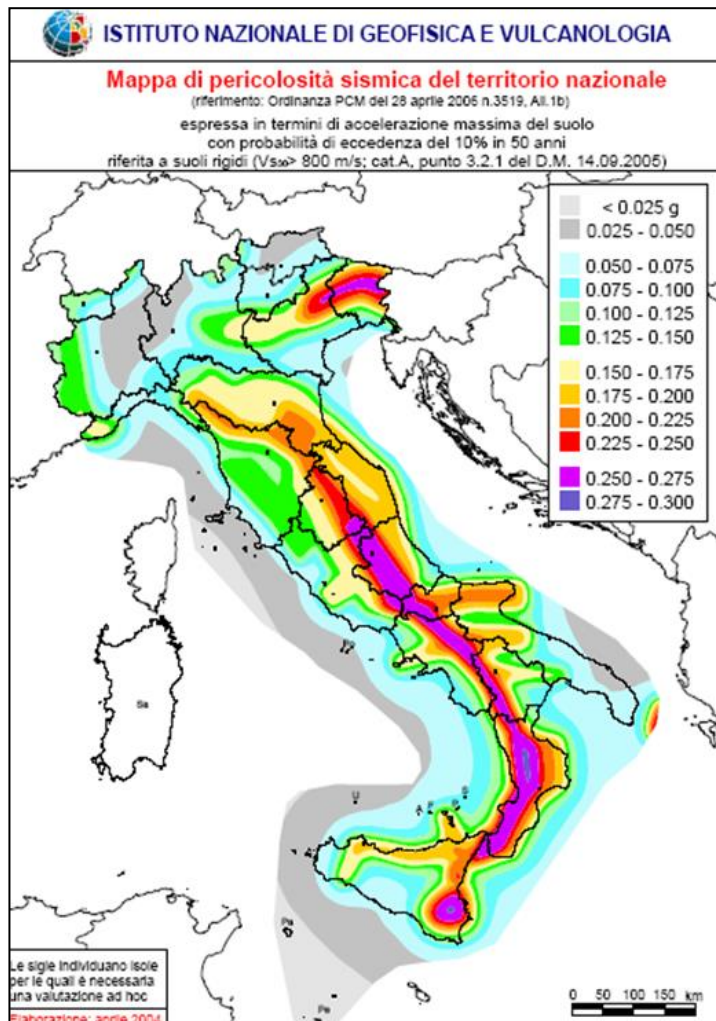 ISTITUTO NAZIONALE DI GEOFISICA E VULCANOLOGIA
Mappa di pericolosità sismica del territorio nazionale
(riferimento: Ordinanza PCM del 28 aprile 2006 n.3519, All.1b)
espressa in termini di accelerazione massima del suolo
con probabilità di eccedenza del 10% in 50 anni
riferita a suoli rigidi (Vs₃₀> 800 m/s; cat.A, punto 3.2.1 del D.M. 14.09.2005)
< 0.025 g
0.025 - 0.050
0.050 - 0.075
0.075 - 0.100
0.100 - 0.125
0.125 - 0.150
0.150 - 0.175
0.175 - 0.200
0.200 - 0.225
0.225 - 0.250
0.250 - 0.275
0.275 - 0.300
Sa
U
A
Pa
Pe
Le sigle individuano isole
per le quali è necessaria
una valutazione ad hoc
Elaborazione: aprile 2004
0 50 100 150 km